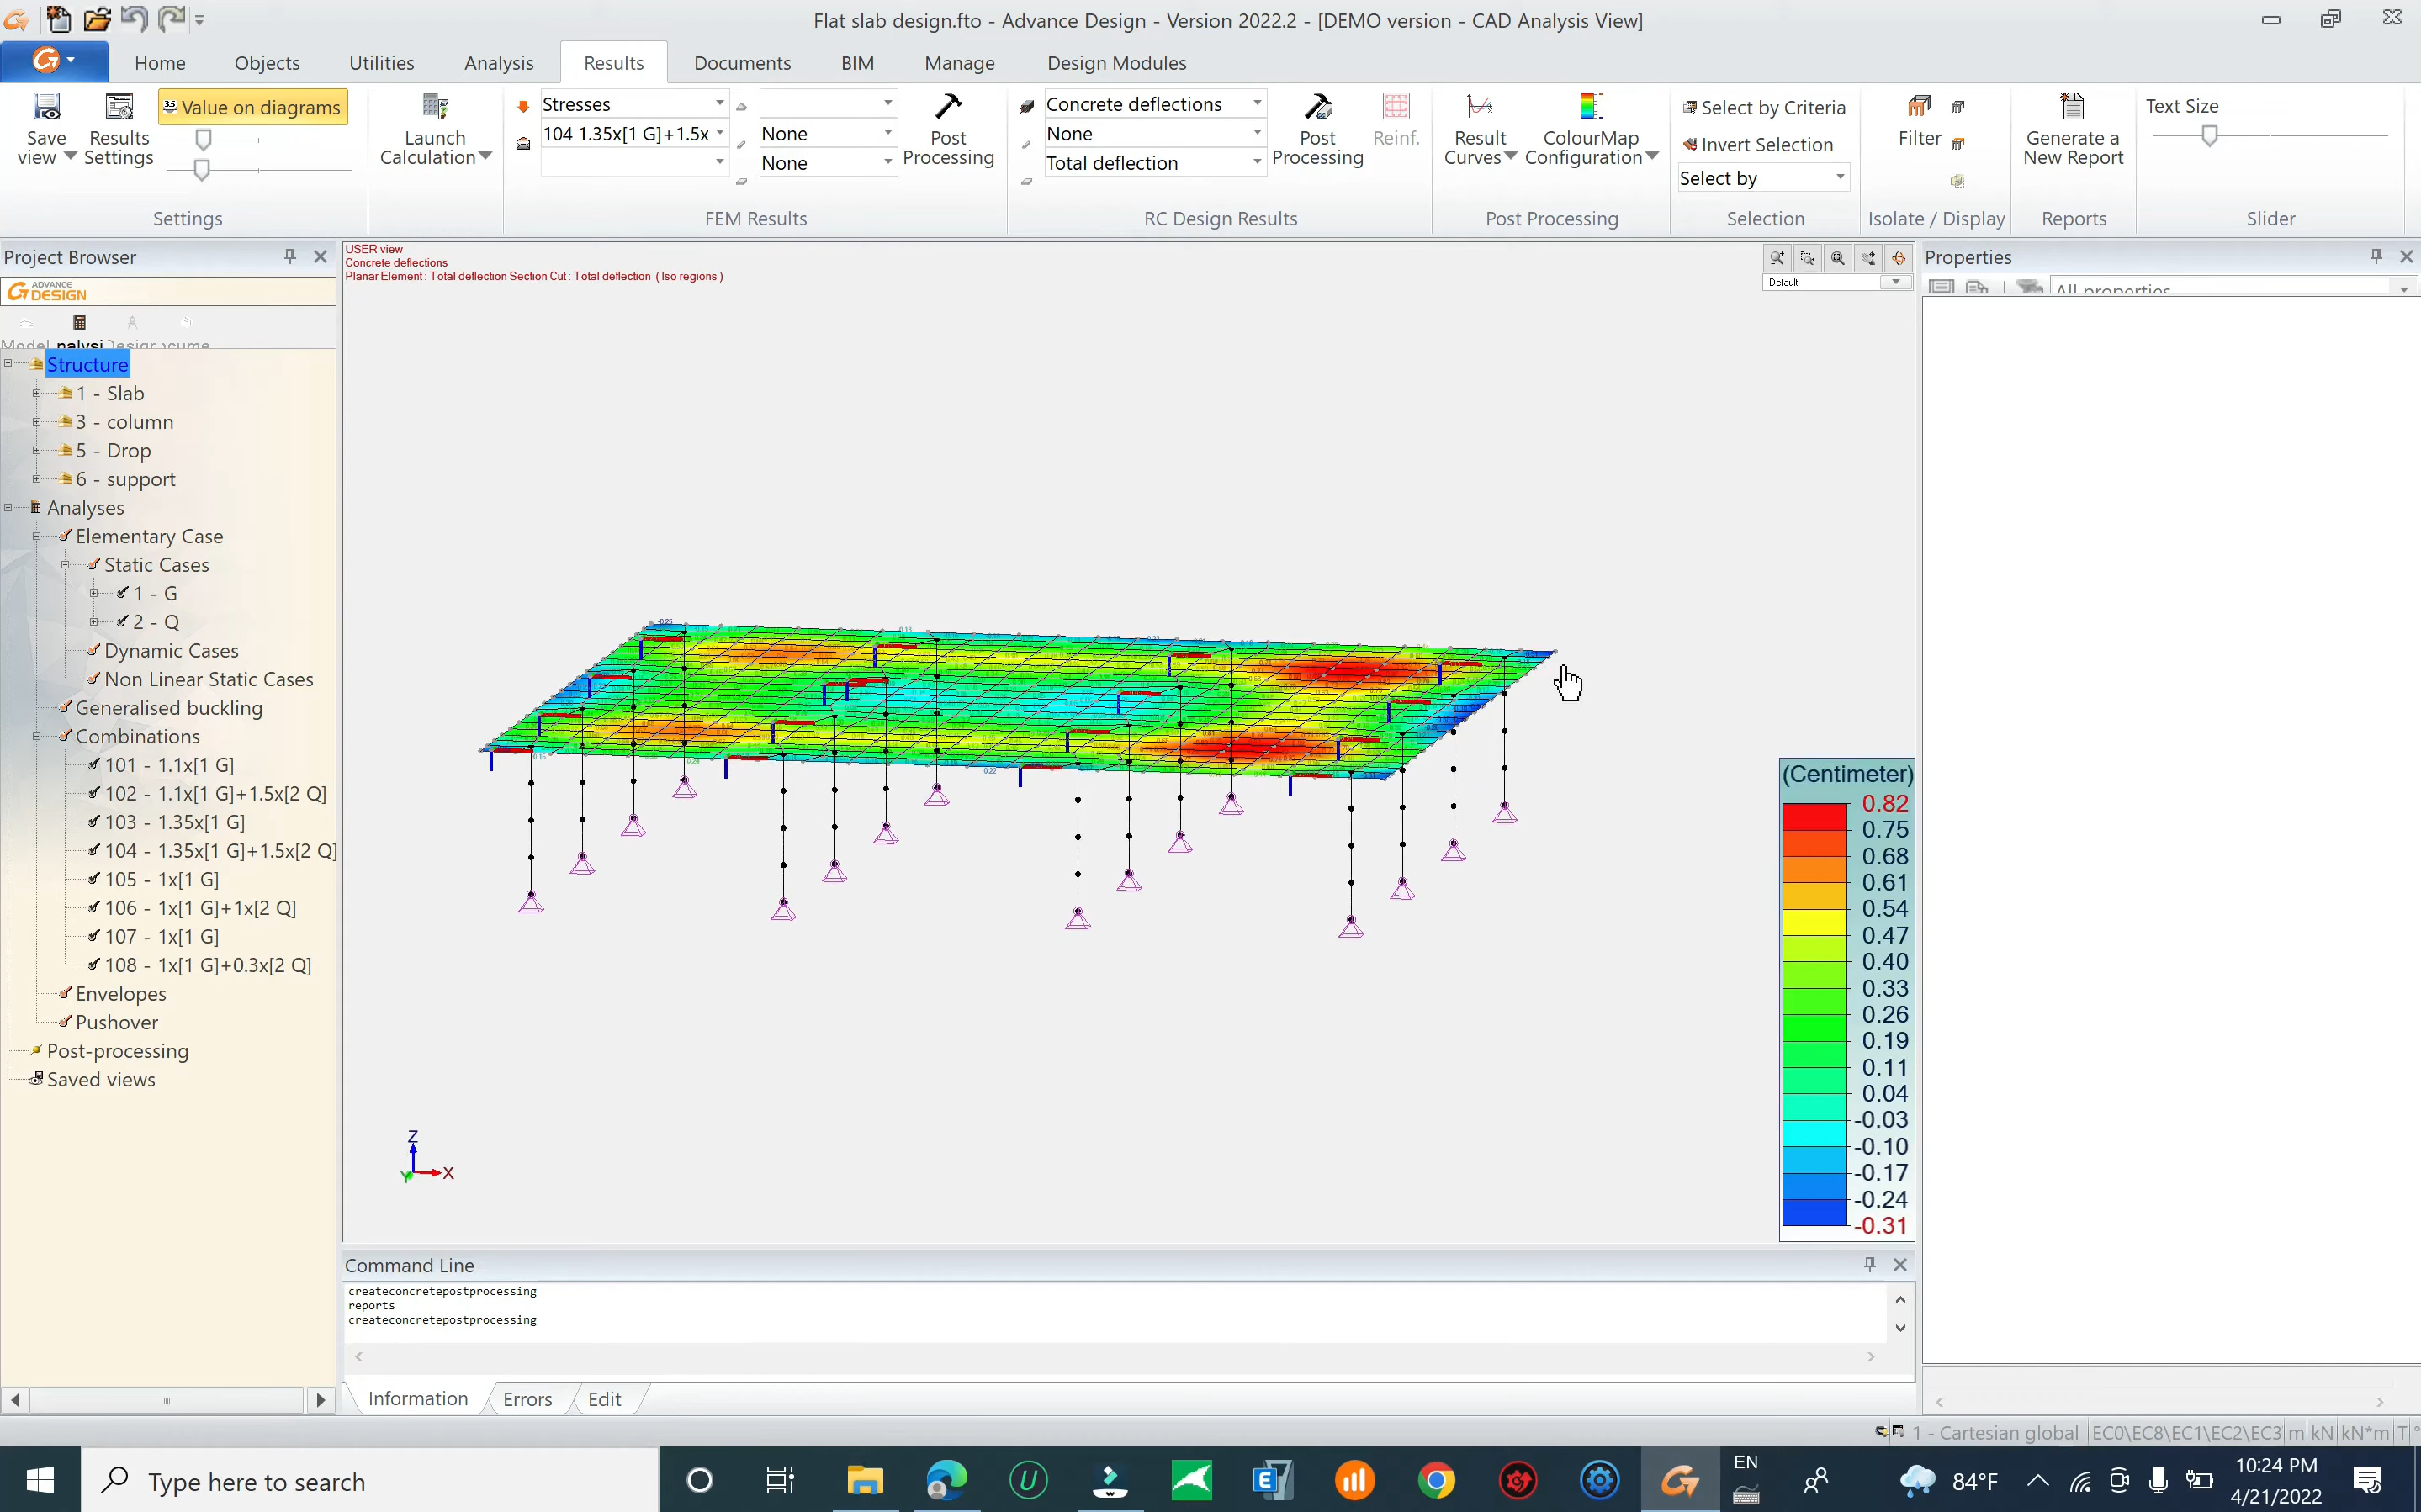 Flat slab design.fto - Advance Design - Version 2022.2 - [DEMO version - CAD Analysis View]
Home
Objects
Utilities
Analysis
Results
Documents
BIM
Manage
Design Modules
Save view
Results Settings
Value on diagrams
Settings
Launch Calculation
Stresses
104 1.35x[1 G]+1.5x
None
None
Post Processing
FEM Results
Concrete deflections
None
Total deflection
Post Processing
Reinf.
RC Design Results
Result Curves
ColourMap Configuration
Post Processing
Select by Criteria
Invert Selection
Select by
Selection
Filter
Isolate / Display
Generate a New Report
Reports
Text Size
Slider
Project Browser
ADVANCE
DESIGN
Structure
1 - Slab
3 - column
5 - Drop
6 - support
Analyses
Elementary Case
Static Cases
1 - G
2 - Q
Dynamic Cases
Non Linear Static Cases
Generalised buckling
Combinations
101 - 1.1x[1 G]
102 - 1.1x[1 G]+1.5x[2 Q]
103 - 1.35x[1 G]
104 - 1.35x[1 G]+1.5x[2 Q]
105 - 1x[1 G]
106 - 1x[1 G]+1x[2 Q]
107 - 1x[1 G]
108 - 1x[1 G]+0.3x[2 Q]
Envelopes
Pushover
Post-processing
Saved views
USER view
Concrete deflections
Planar Element : Total deflection Section Cut : Total deflection ( Iso regions )
Default
Z
Y
X
(Centimeter)
0.82
0.75
0.68
0.61
0.54
0.47
0.40
0.33
0.26
0.19
0.11
0.04
-0.03
-0.10
-0.17
-0.24
-0.31
Properties
All properties
Command Line
createconcretepostprocessing
reports
createconcretepostprocessing
Information
Errors
Edit
1 - Cartesian global
EC0\EC8\EC1\EC2\EC3
m
kN
kN*m
T
Type here to search
EN
84°F
10:24 PM
4/21/2022